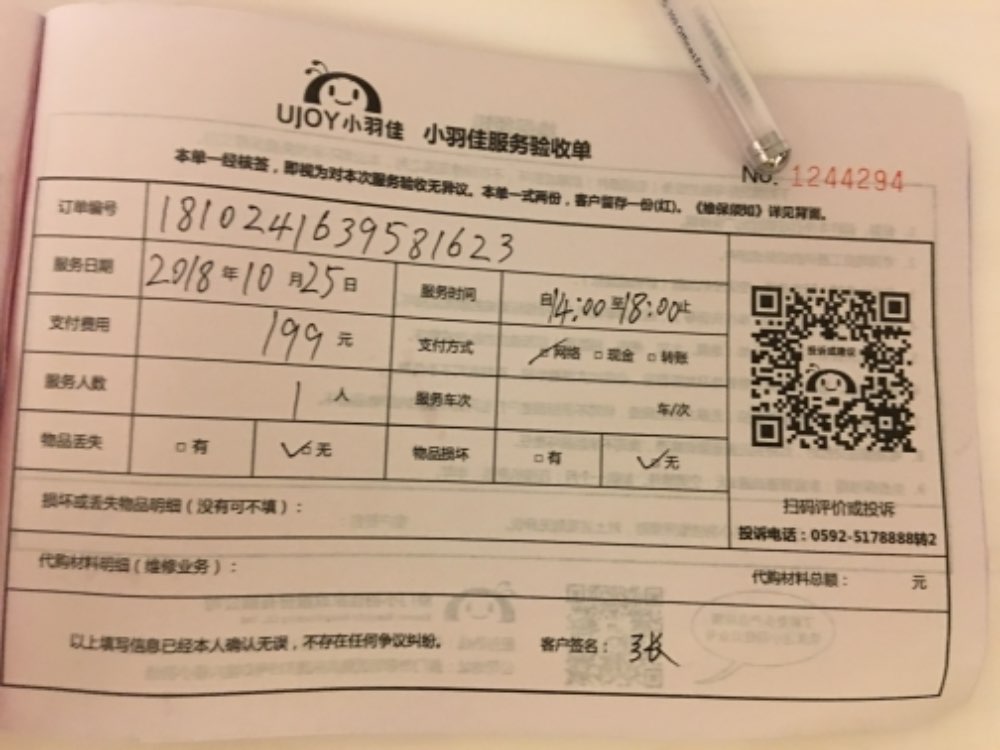 UJOY小羽佳 小羽佳服务验收单
本单一经核签，即视为对本次服务验收无异议。本单一式两份，客户留存一份(红)。《维保须知》详见背面。
No. 1244294
订单编号 1810241639581623
服务日期 2018年10月25日 服务时间 自14:00至18:00止
支付费用 199元 支付方式 网络 现金 转账
服务人数 1人 服务车次 车/次
物品丢失 有 无 物品损坏 有 无
投诉或建议
扫码评价或投诉
投诉电话：0592-5178888转2
损坏或丢失物品明细（没有可不填）：
代购材料明细（维修业务）： 代购材料总额： 元
以上填写信息已经本人确认无误，不存在任何争议纠纷。 客户签名：张